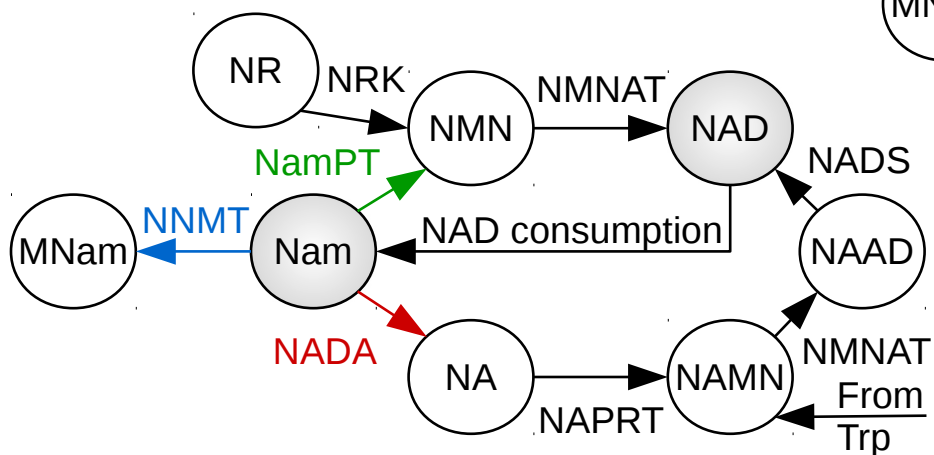 MN
NR
NRK
NMNAT
NMN
NAD
NamPT
NADS
NNMT
MNam
Nam
NAD consumption
NAAD
NADA
NA
NAMN
NMNAT
NAPRT
From
Trp